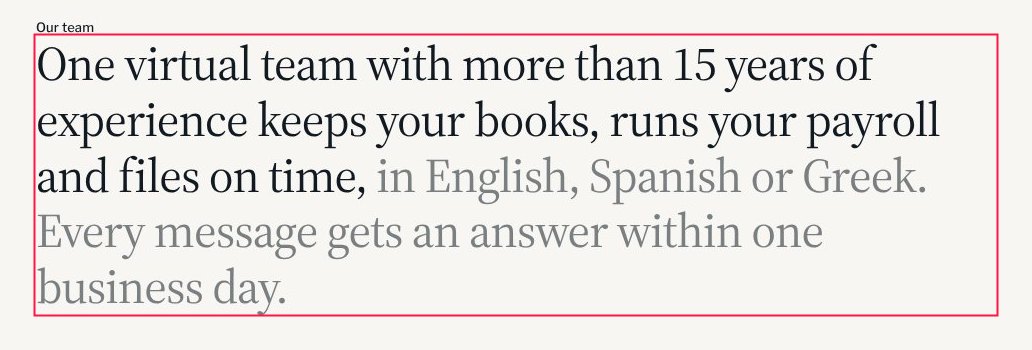 Our team
One virtual team with more than 15 years of
experience keeps your books, runs your payroll
and files on time, in English, Spanish or Greek.
Every message gets an answer within one
business day.